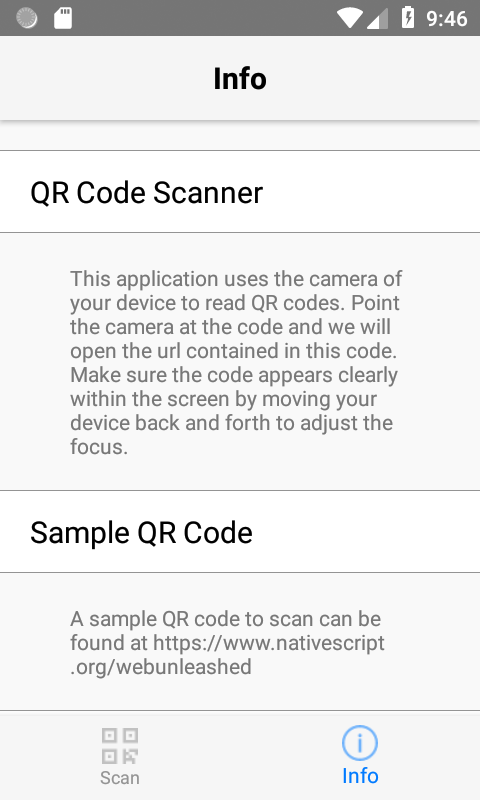 9:46
Info
QR Code Scanner
This application uses the camera of
your device to read QR codes. Point
the camera at the code and we will
open the url contained in this code.
Make sure the code appears clearly
within the screen by moving your
device back and forth to adjust the
focus.
Sample QR Code
A sample QR code to scan can be
found at https://www.nativescript
.org/webunleashed
Scan
Info